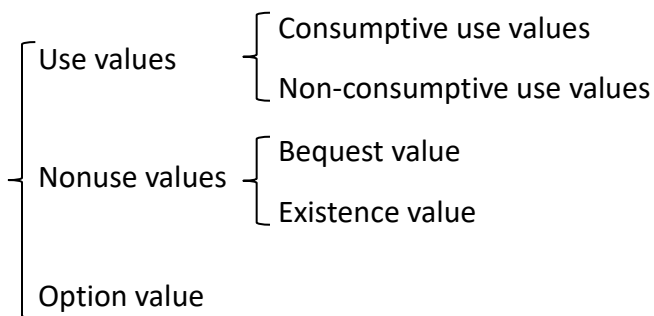 Use values
Consumptive use values
Non-consumptive use values
Nonuse values
Bequest value
Existence value
Option value